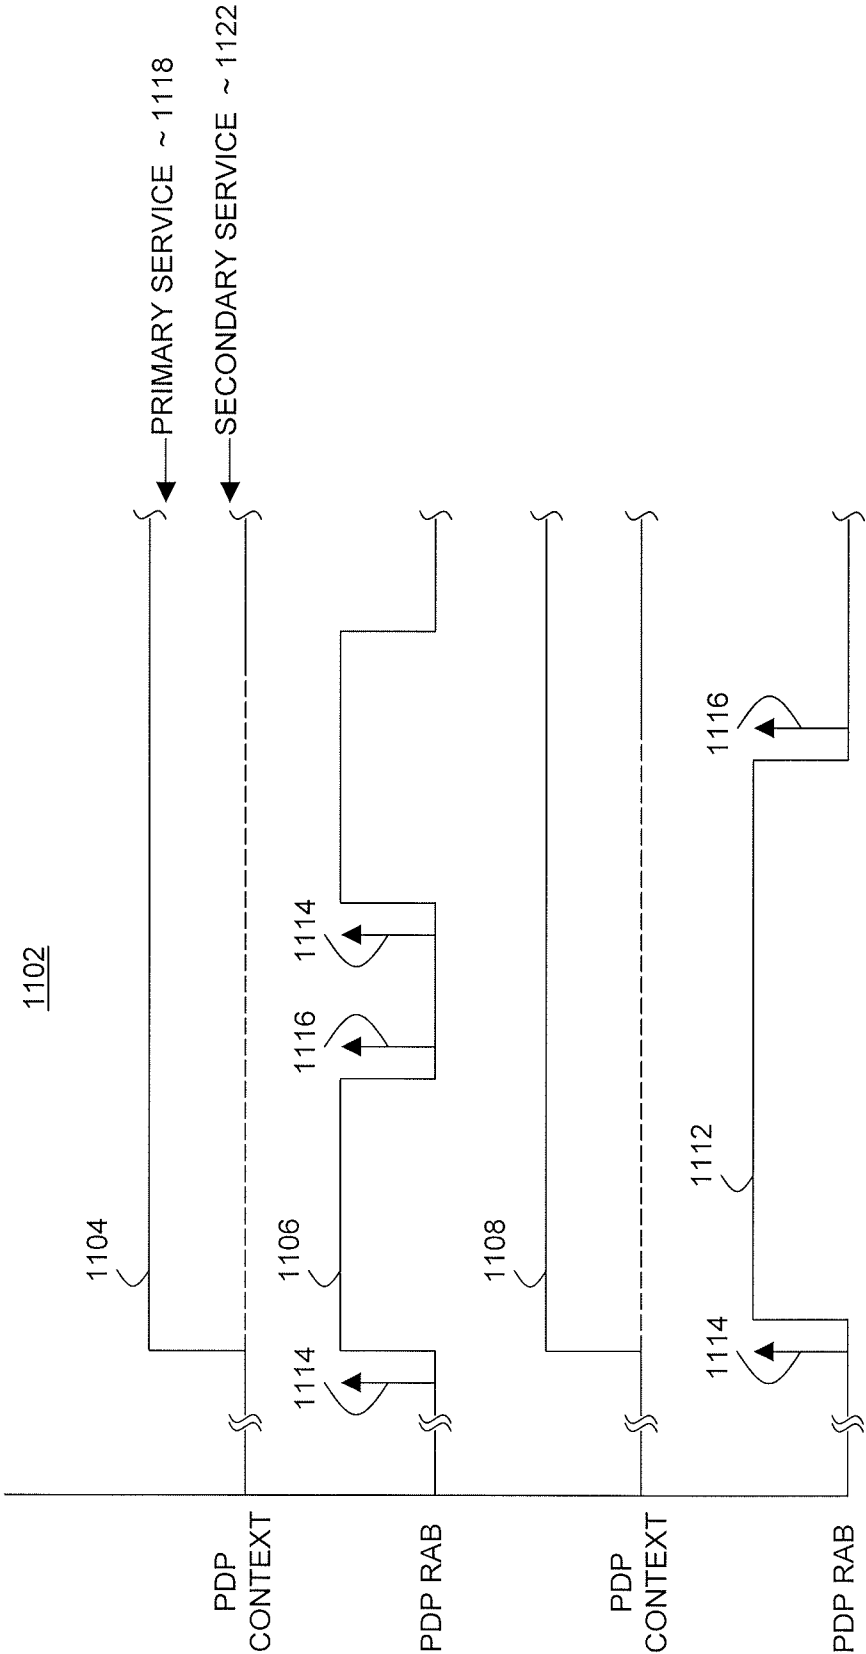 1102
PRIMARY SERVICE ~ 1118
SECONDARY SERVICE ~ 1122
PDP
CONTEXT
1104
PDP RAB
1114
1106
1116
1114
PDP
CONTEXT
1108
PDP RAB
1114
1112
1116